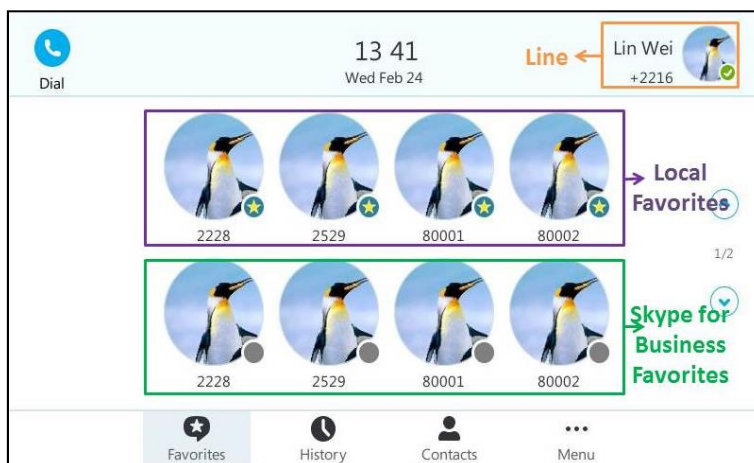 Dial
13 41
Wed Feb 24
Line
Lin Wei
+2216
2228 2529 80001 80002
Local
Favorites
1/2
2228 2529 80001 80002
Skype for
Business
Favorites
Favorites History Contacts Menu